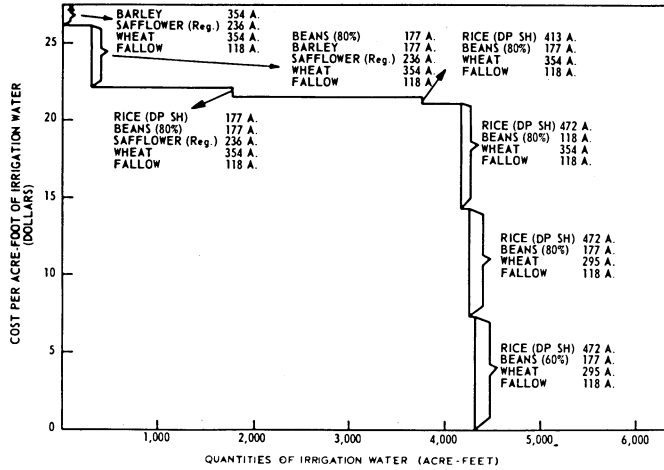 BARLEY 354 A.
SAFFLOWER (Reg.) 236 A.
WHEAT 354 A.
FALLOW 118 A.
BEANS (80%) 177 A.
BARLEY 177 A.
SAFFLOWER (Reg.) 236 A.
WHEAT 354 A.
FALLOW 118 A.
RICE (DP SH) 413 A.
BEANS (80%) 177 A.
WHEAT 354 A.
FALLOW 118 A.
RICE (DP SH) 177 A.
BEANS (80%) 177 A.
SAFFLOWER (Reg.) 236 A.
WHEAT 354 A.
FALLOW 118 A.
RICE (DP SH) 472 A.
BEANS (80%) 118 A.
WHEAT 354 A.
FALLOW 118 A.
RICE (DP SH) 472 A.
BEANS (80%) 177 A.
WHEAT 295 A.
FALLOW 118 A.
RICE (DP SH) 472 A.
BEANS (60%) 177 A.
WHEAT 295 A.
FALLOW 118 A.
COST PER ACRE-FOOT OF IRRIGATION WATER
(DOLLARS)
25
20
15
10
5
0
1,000 2,000 3,000 4,000 5,000 6,000
QUANTITIES OF IRRIGATION WATER (ACRE-FEET)